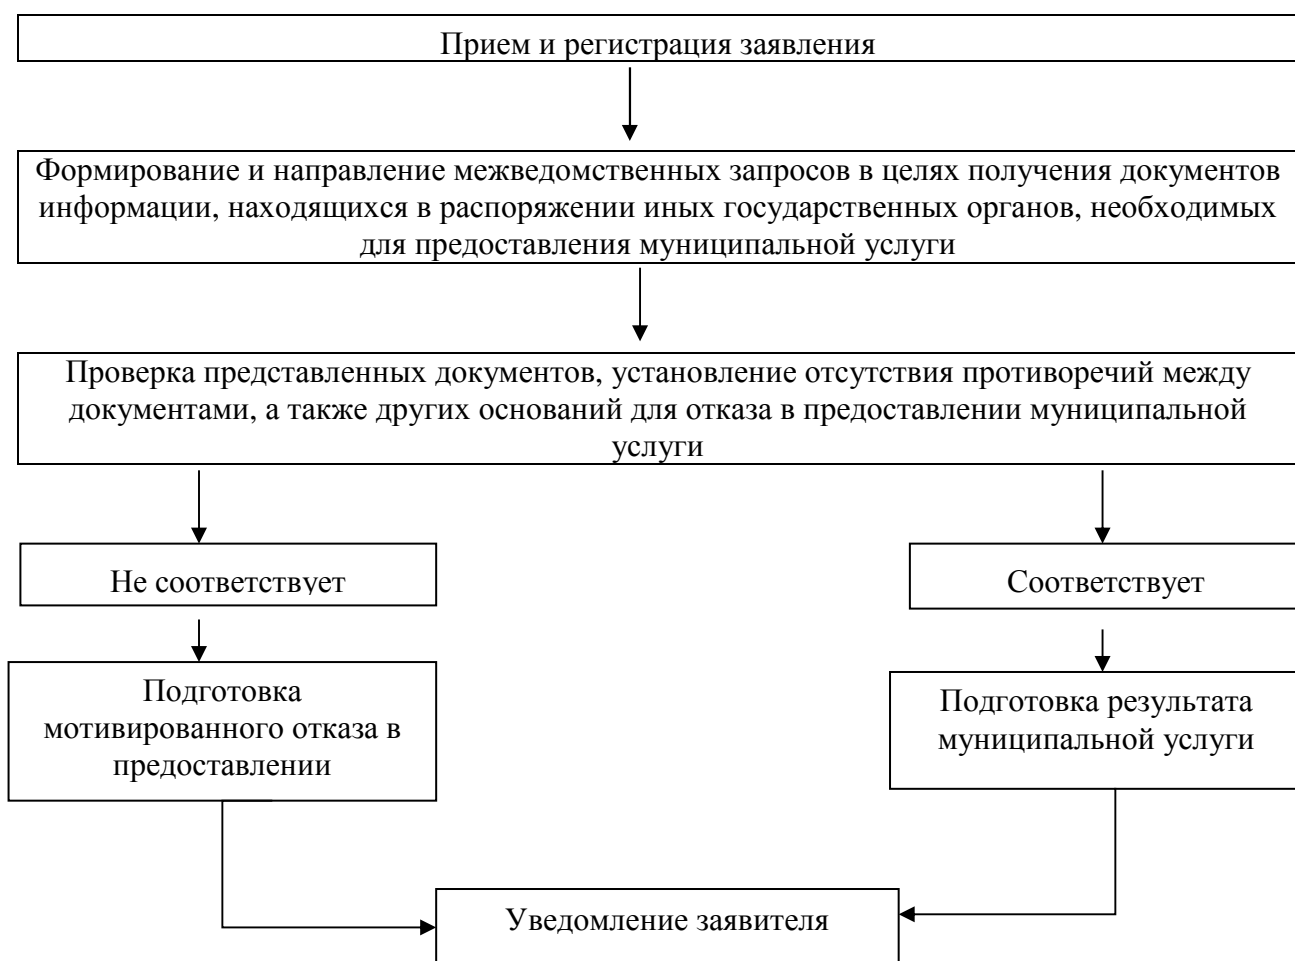 Прием и регистрация заявления
Формирование и направление межведомственных запросов в целях получения документов
информации, находящихся в распоряжении иных государственных органов, необходимых
для предоставления муниципальной услуги
Проверка представленных документов, установление отсутствия противоречий между
документами, а также других оснований для отказа в предоставлении муниципальной
услуги
Не соответствует
Соответствует
Подготовка
мотивированного отказа в
предоставлении
Подготовка результата
муниципальной услуги
Уведомление заявителя